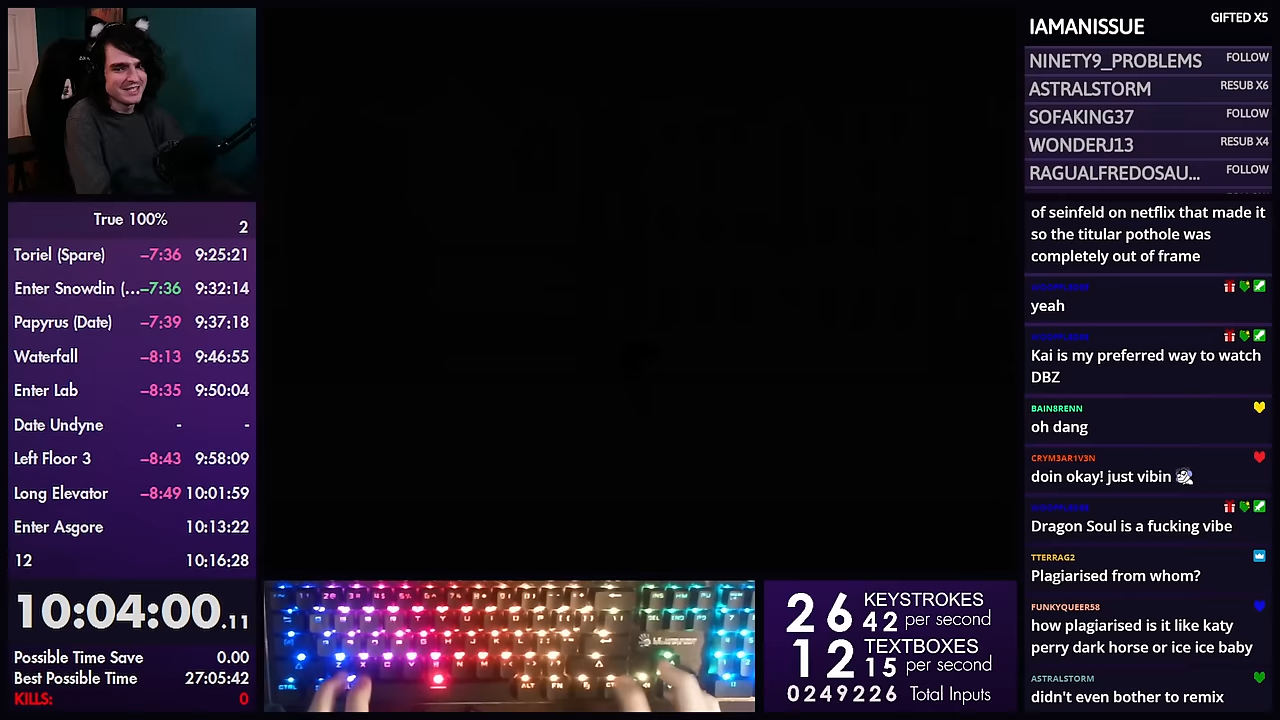 True 100%
2
Toriel (Spare) –7:36 9:25:21
Enter Snowdin (...–7:36 9:32:14
Papyrus (Date) –7:39 9:37:18
Waterfall –8:13 9:46:55
Enter Lab –8:35 9:50:04
Date Undyne - -
Left Floor 3 –8:43 9:58:09
Long Elevator –8:49 10:01:59
Enter Asgore 10:13:22
12 10:16:28
10:04:00.11
Possible Time Save 0.00
Best Possible Time 27:05:42
KILLS: 0
26 KEYSTROKES
42 per second
12 TEXTBOXES
15 per second
0249226 Total Inputs
IAMANISSUE GIFTED X5
NINETY9_PROBLEMS FOLLOW
ASTRALSTORM RESUB X6
SOFAKING37 FOLLOW
WONDERJ13 RESUB X4
RAGUALFREDOSAU... FOLLOW
of seinfeld on netflix that made it
so the titular pothole was
completely out of frame
yeah
Kai is my preferred way to watch
DBZ
BAIN8RENN
oh dang
CRYM3AR1V3N
doin okay! just vibin
Dragon Soul is a fucking vibe
TTERRAG2
Plagiarised from whom?
FUNKYQUEER58
how plagiarised is it like katy
perry dark horse or ice ice baby
ASTRALSTORM
didn't even bother to remix